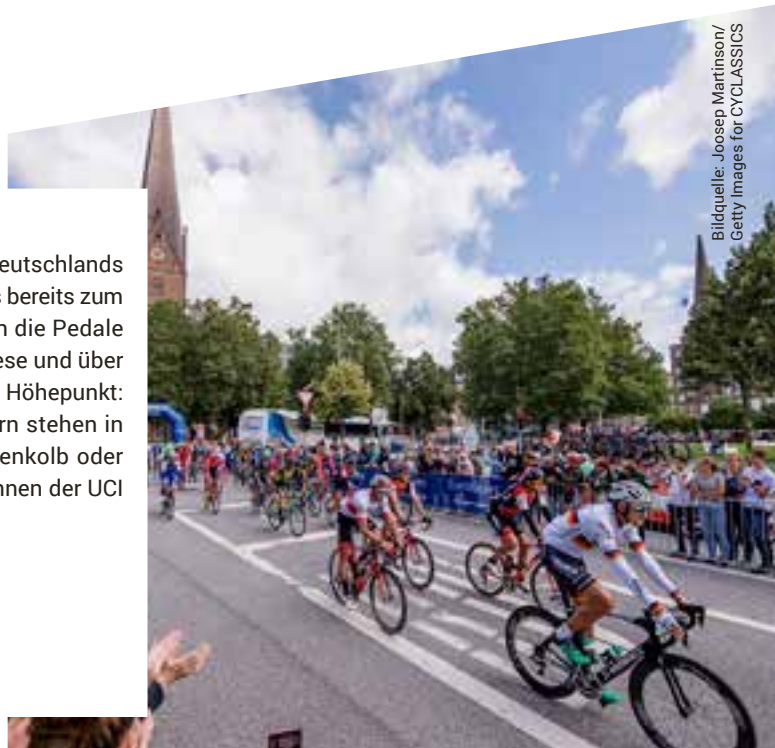 eutschlands
bereits zum
die Pedale
ese und über
Höhepunkt:
rn stehen in
enkolb oder
nnen der UCI
Bildquelle: Joosep Martinson/
Getty Images for CYCLASSICS